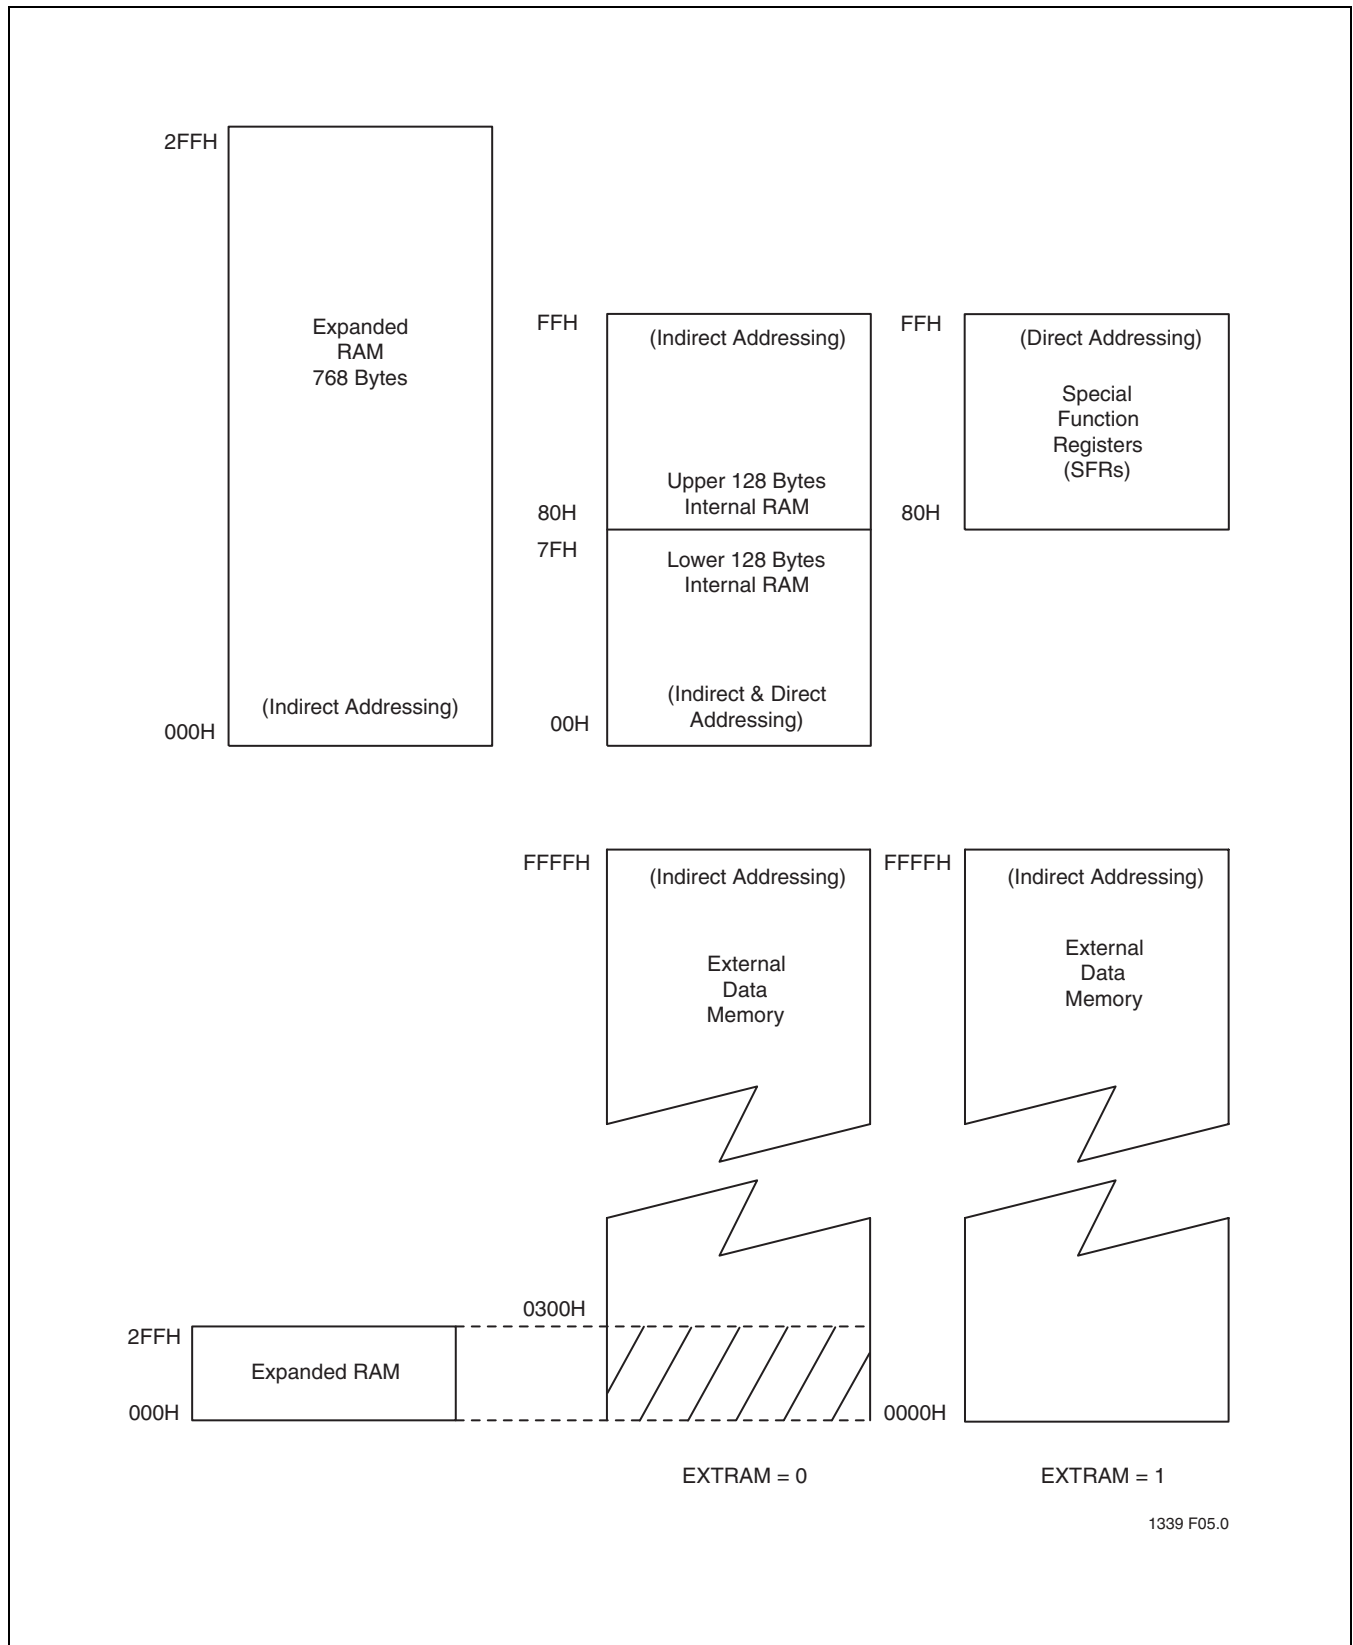 2FFH
Expanded
RAM
768 Bytes
(Indirect Addressing)
000H
FFH
(Indirect Addressing)
Upper 128 Bytes
Internal RAM
80H
7FH
Lower 128 Bytes
Internal RAM
(Indirect & Direct
Addressing)
00H
FFH
(Direct Addressing)
Special
Function
Registers
(SFRs)
80H
FFFFH
(Indirect Addressing)
External
Data
Memory
FFFFH
(Indirect Addressing)
External
Data
Memory
0300H
2FFH
Expanded RAM
000H
0000H
EXTRAM = 0
EXTRAM = 1
1339 F05.0